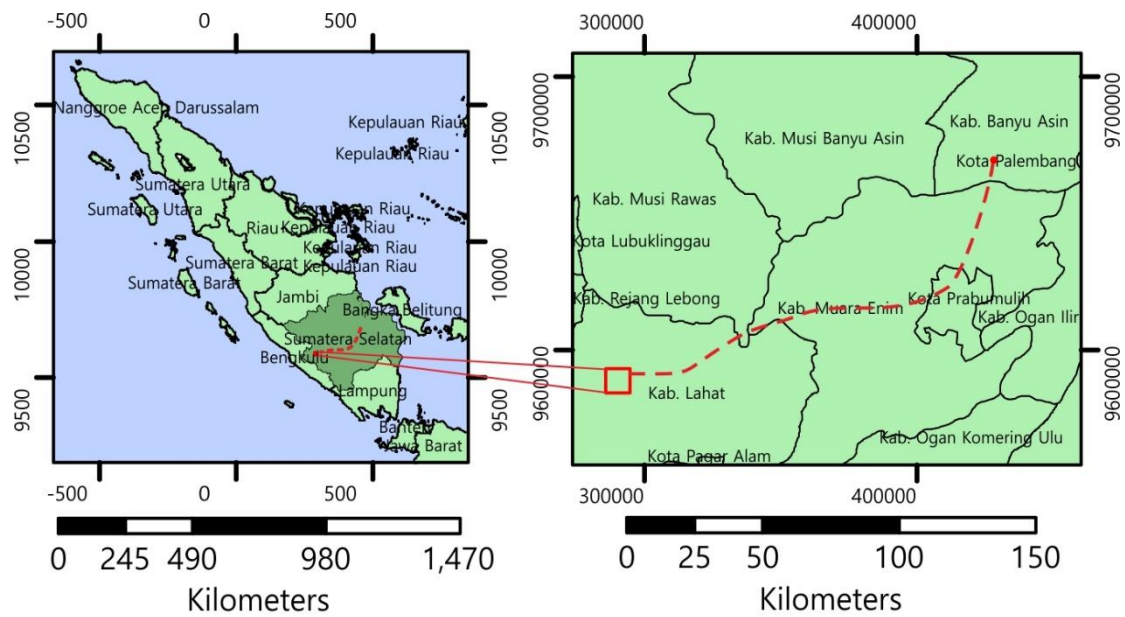 -500 0 500
300000 400000
10500
10000
9500
10500
10000
9500
9700000
9600000
9700000
9600000
Nanggroe Aceh Darussalam
Kepulauan Riau
Kepulauan Riau
Sumatera Utara
Sumatera Utara
Kepulauan Riau
Riau
Kepulauan Riau
Kepulauan Riau
Sumatera Barat
Kepulauan Riau
Sumatera Barat
Jambi
Bangka Belitung
Sumatera Selatan
Bengkulu
Lampung
Banten
Jawa Barat
Kab. Banyu Asin
Kab. Musi Banyu Asin
Kota Palembang
Kab. Musi Rawas
Kota Lubuklinggau
Kab. Rejang Lebong
Kota Prabumulih
Kab. Muara Enim
Kab. Ogan Ilir
Kab. Lahat
Kab. Ogan Komering Ulu
Kota Pagar Alam
-500 0 500
300000 400000
0 245 490 980 1,470
Kilometers
0 25 50 100 150
Kilometers